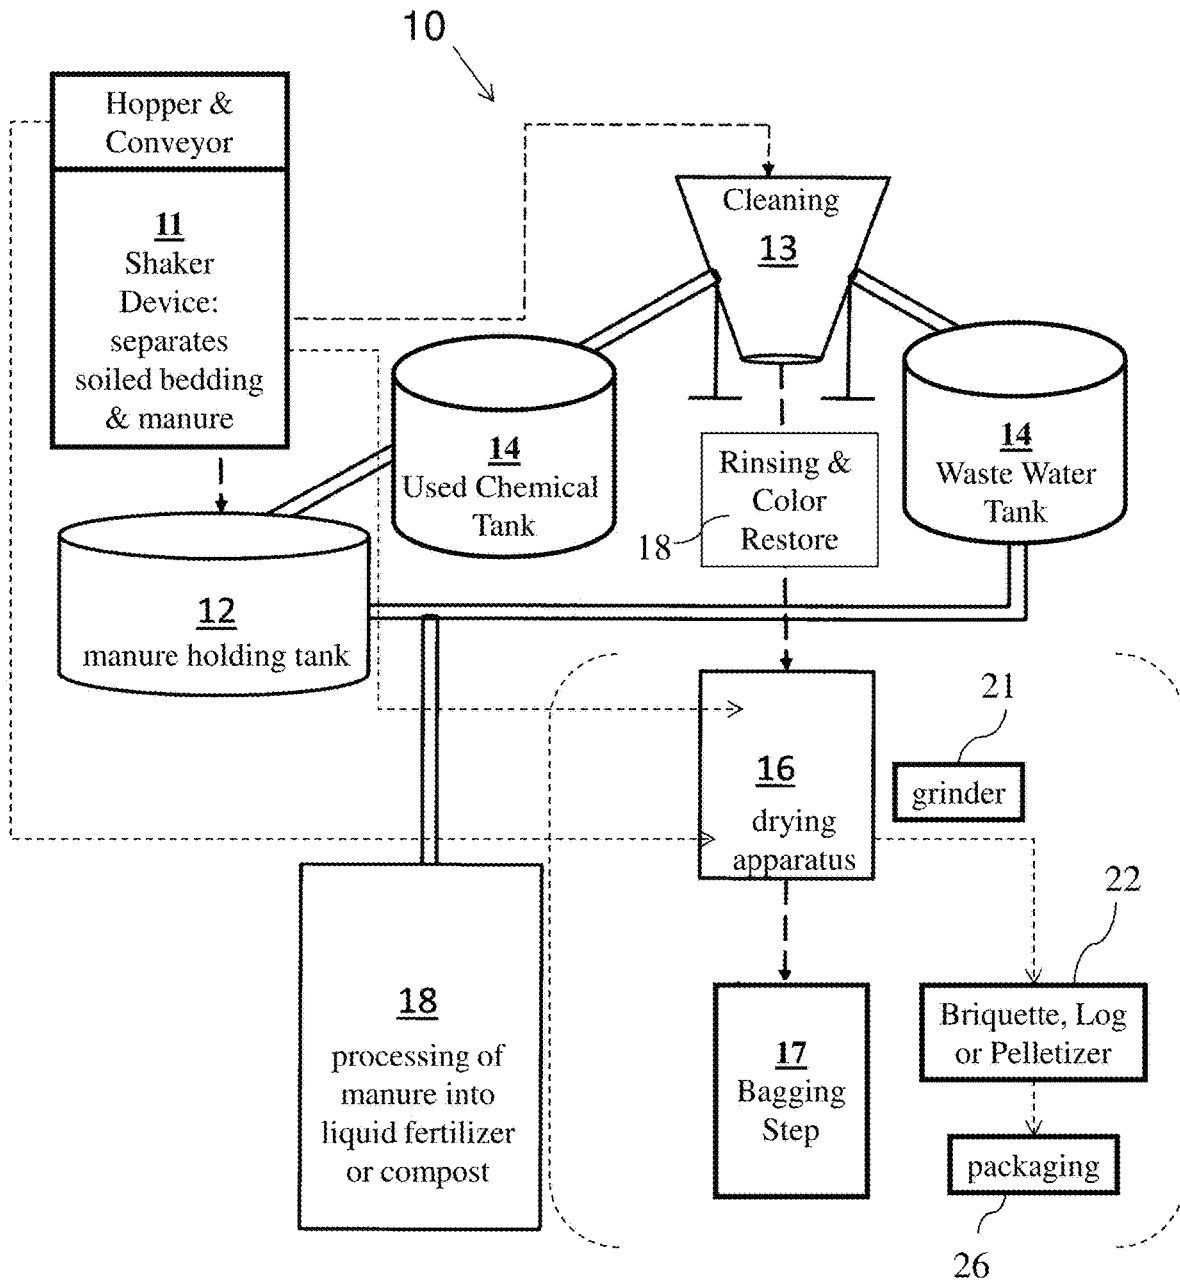 10
Hopper &
Conveyor
11
Shaker
Device:
separates
soiled bedding
& manure
Cleaning
13
14
Used Chemical
Tank
14
Waste Water
Tank
Rinsing &
Color
Restore
18
12
manure holding tank
16
drying
apparatus
21
grinder
22
Briquette, Log
or Pelletizer
18
processing of
manure into
liquid fertilizer
or compost
17
Bagging
Step
packaging
26